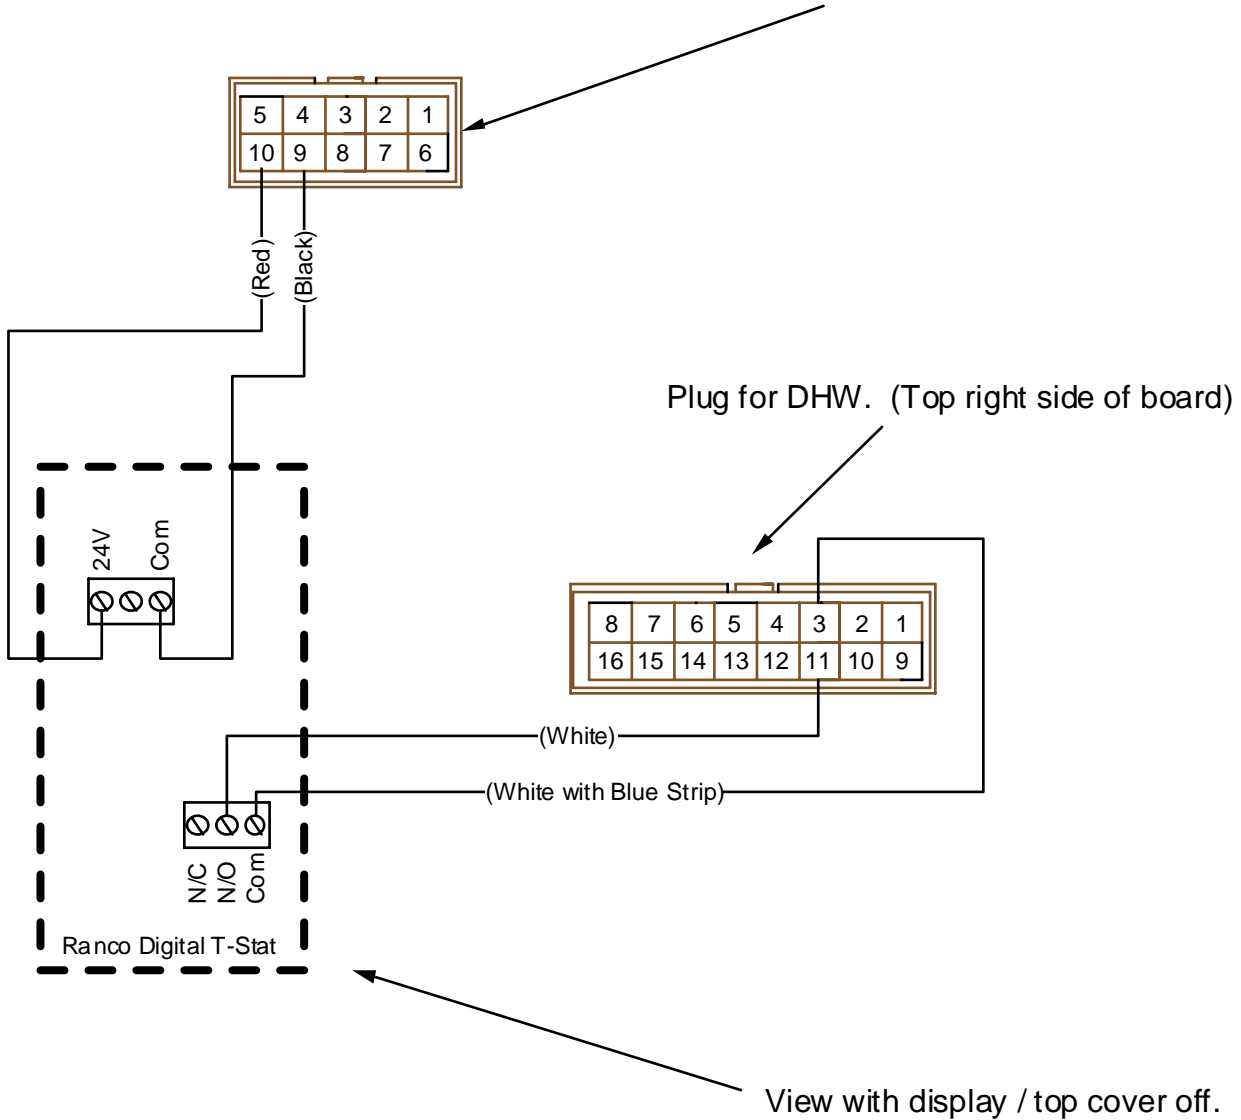 5 4 3 2 1
10 9 8 7 6
(Red)
(Black)
Plug for DHW. (Top right side of board)
24V
Com
8 7 6 5 4 3 2 1
16 15 14 13 12 11 10 9
(White)
(White with Blue Strip)
N/C
N/O
Com
Ranco Digital T-Stat
View with display / top cover off.